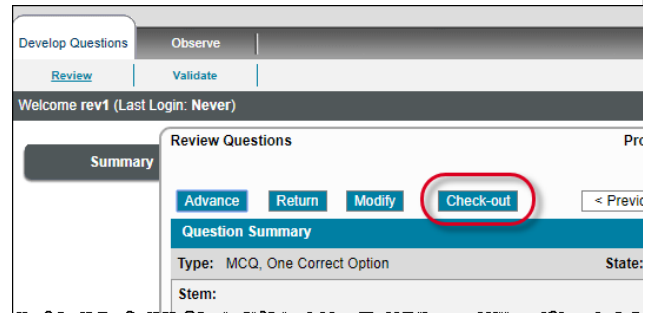 Develop Questions Observe
Review Validate
Welcome rev1 (Last Login: Never)
Summary
Review Questions
Advance Return Modify Check-out
Question Summary
Type: MCQ, One Correct Option State:
Stem: